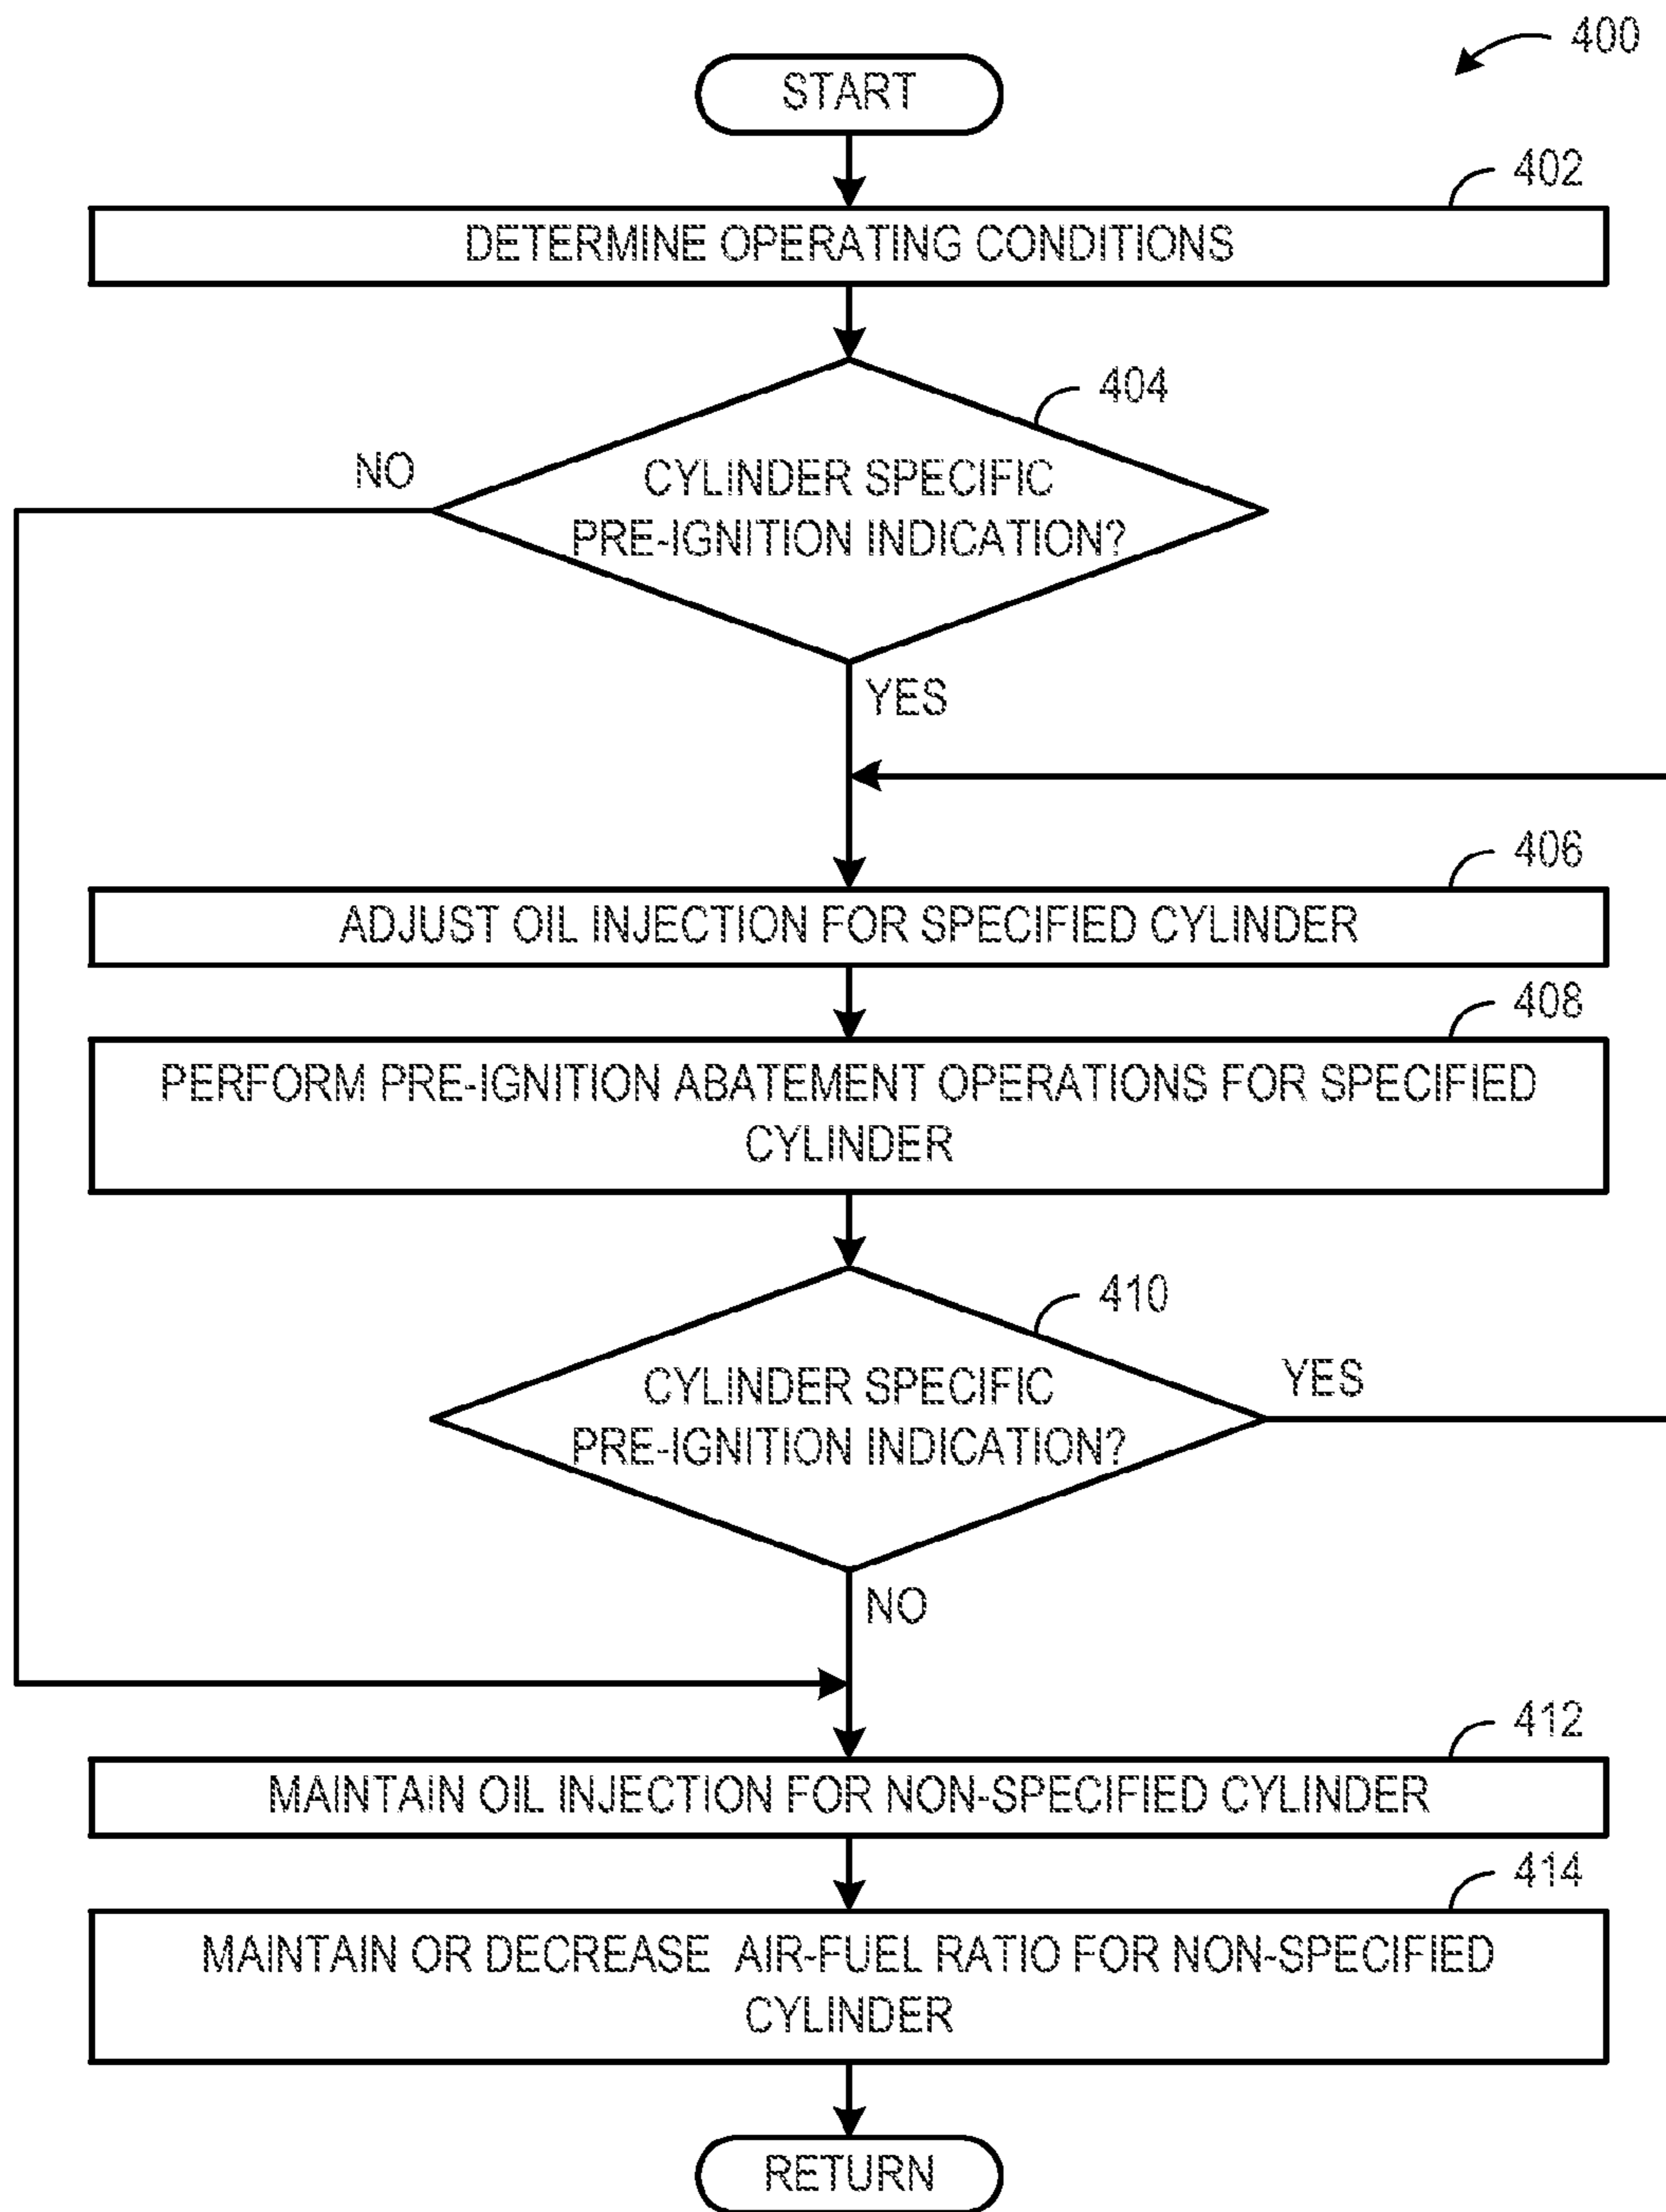 400
START
402
DETERMINE OPERATING CONDITIONS
404
NO
CYLINDER SPECIFIC
PRE-IGNITION INDICATION?
YES
406
ADJUST OIL INJECTION FOR SPECIFIED CYLINDER
408
PERFORM PRE-IGNITION ABATEMENT OPERATIONS FOR SPECIFIED
CYLINDER
410
CYLINDER SPECIFIC
PRE-IGNITION INDICATION?
YES
NO
412
MAINTAIN OIL INJECTION FOR NON-SPECIFIED CYLINDER
414
MAINTAIN OR DECREASE AIR-FUEL RATIO FOR NON-SPECIFIED
CYLINDER
RETURN